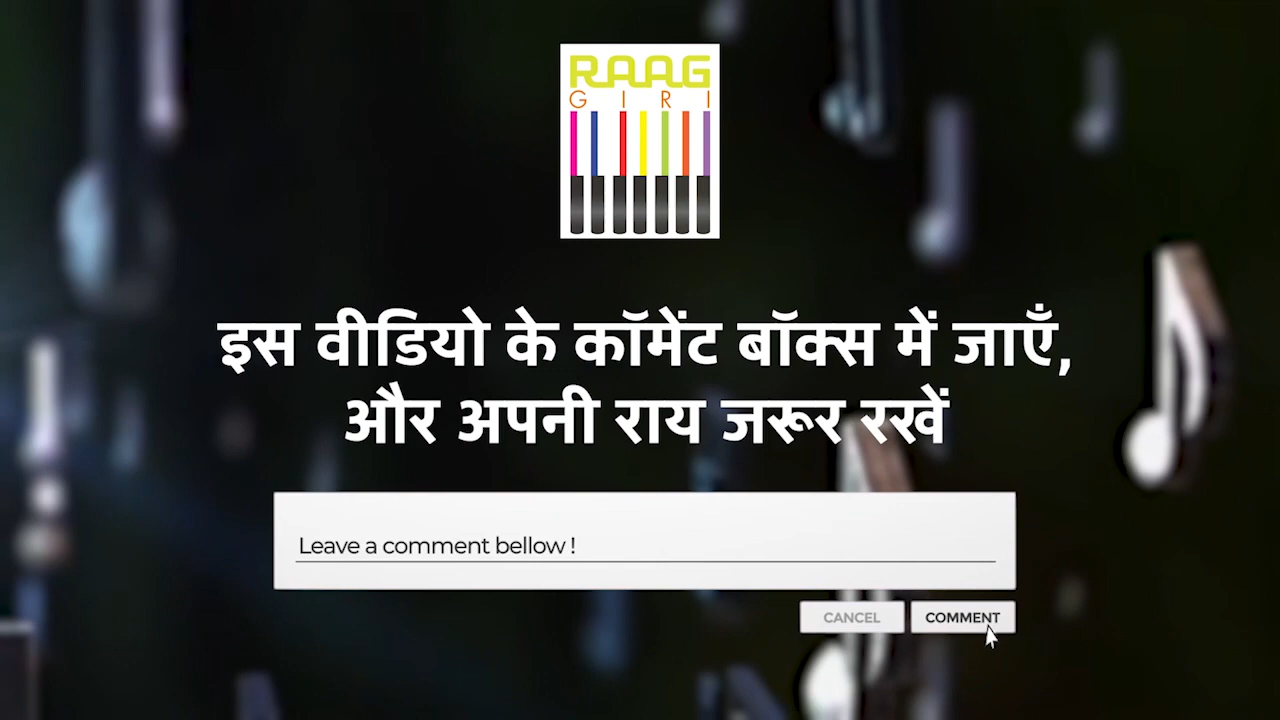 RAAG
GIRI
इस वीडियो के कॉमेंट बॉक्स में जाएँ,
और अपनी राय जरूर रखें
Leave a comment bellow !
CANCEL COMMENT